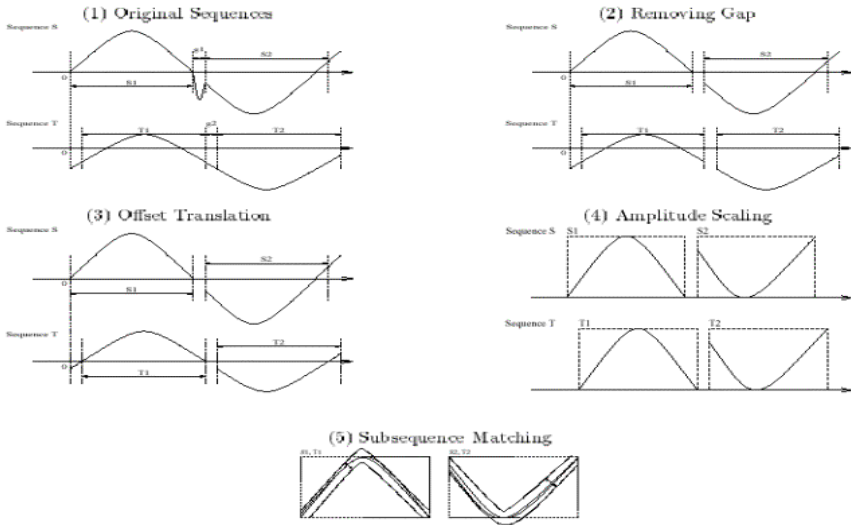 (1) Original Sequences
Sequence S
g1
S2
0
S1
Sequence T
T1
g2
T2
0
(2) Removing Gap
Sequence S
S2
0
S1
Sequence T
T1
T2
0
(3) Offset Translation
Sequence S
S2
0
S1
Sequence T
T2
0
T1
(4) Amplitude Scaling
Sequence S
S1
S2
Sequence T
T1
T2
(5) Subsequence Matching
S1, T1
S2, T2